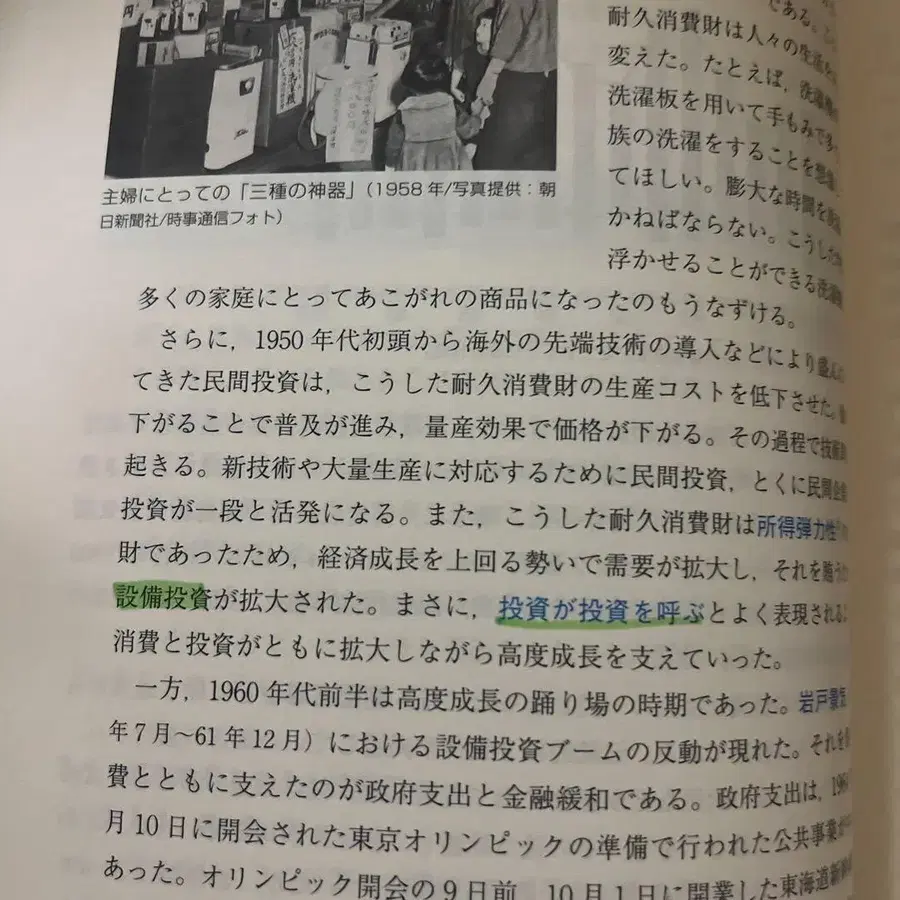 である。
耐久消費財は人々の生活を
変えた。たとえば，洗濯機
洗濯板を用いて手もみで多
族の洗濯をすることを想像
てほしい。膨大な時間を
かねばならない。こうした
浮かせることができる洗濯機
主婦にとっての「三種の神器」（1958 年/写真提供：朝
日新聞社/時事通信フォト）
多くの家庭にとってあこがれの商品になったのもうなずける。
さらに，1950 年代初頭から海外の先端技術の導入などにより盛ん
てきた民間投資は，こうした耐久消費財の生産コストを低下させた。
下がることで普及が進み，量産効果で価格が下がる。その過程で技術
起きる。新技術や大量生産に対応するために民間投資，とくに民間企
投資が一段と活発になる。また，こうした耐久消費財は所得弾力性
財であったため，経済成長を上回る勢いで需要が拡大し，それを賄う
設備投資が拡大された。まさに，投資が投資を呼ぶとよく表現される
消費と投資がともに拡大しながら高度成長を支えていった。
一方，1960 年代前半は高度成長の踊り場の時期であった。岩戸景気
年 7 月〜61 年 12 月）における設備投資ブームの反動が現れた。それを
費とともに支えたのが政府支出と金融緩和である。政府支出は，
月 10 日に開会された東京オリンピックの準備で行われた公共事業が
あった。オリンピック開会の 9 日前，10 月 1 日に開業した東海道新